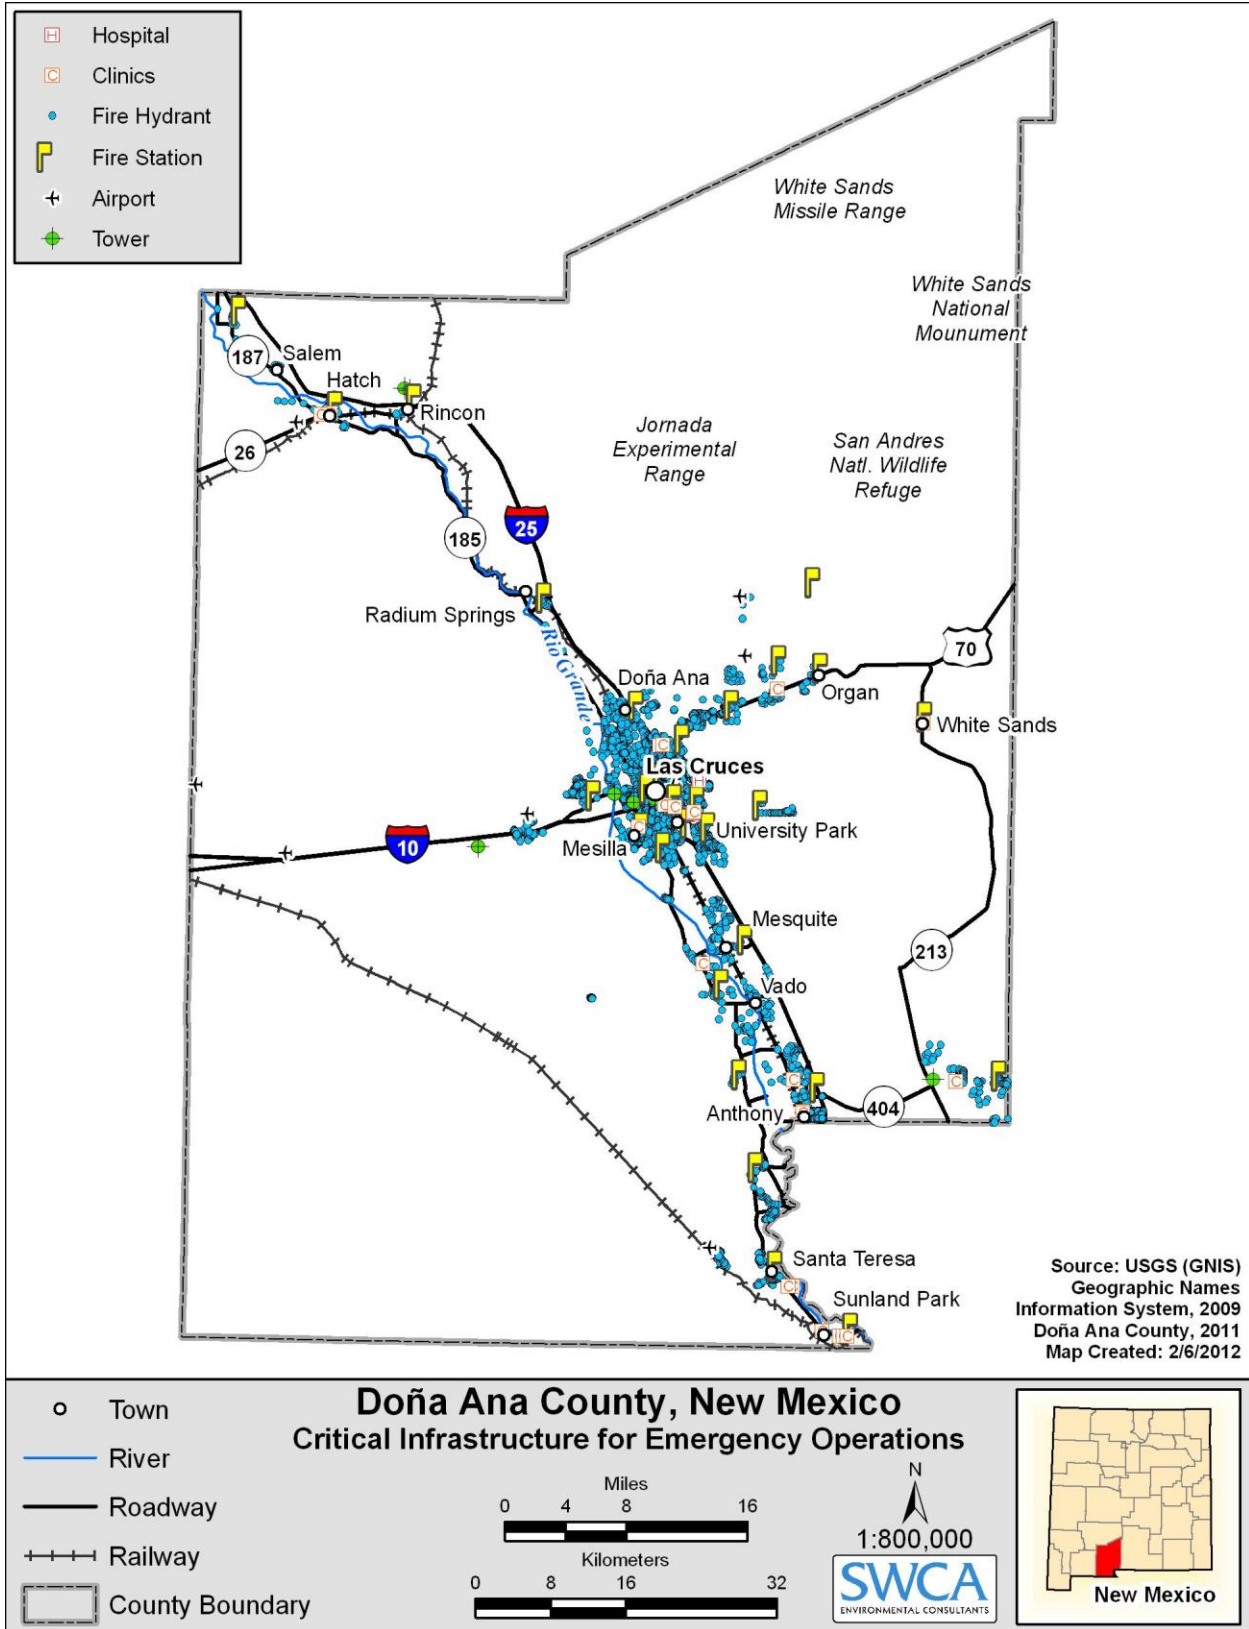 Hospital
Clinics
Fire Hydrant
Fire Station
Airport
Tower
White Sands
Missile Range
White Sands
National
Mounument
187
Salem
Hatch
Rincon
26
Jornada
Experimental
Range
San Andres
Natl. Wildlife
Refuge
25
185
Radium Springs
Rio Grande
70
Doña Ana
Organ
White Sands
Las Cruces
University Park
10
Mesilla
Mesquite
213
Vado
Anthony
404
Santa Teresa
Sunland Park
Source: USGS (GNIS)
Geographic Names
Information System, 2009
Doña Ana County, 2011
Map Created: 2/6/2012
Town
River
Roadway
Railway
County Boundary
Doña Ana County, New Mexico
Critical Infrastructure for Emergency Operations
Miles
0 4 8 16
Kilometers
0 8 16 32
N
1:800,000
SWCA
ENVIRONMENTAL CONSULTANTS
New Mexico